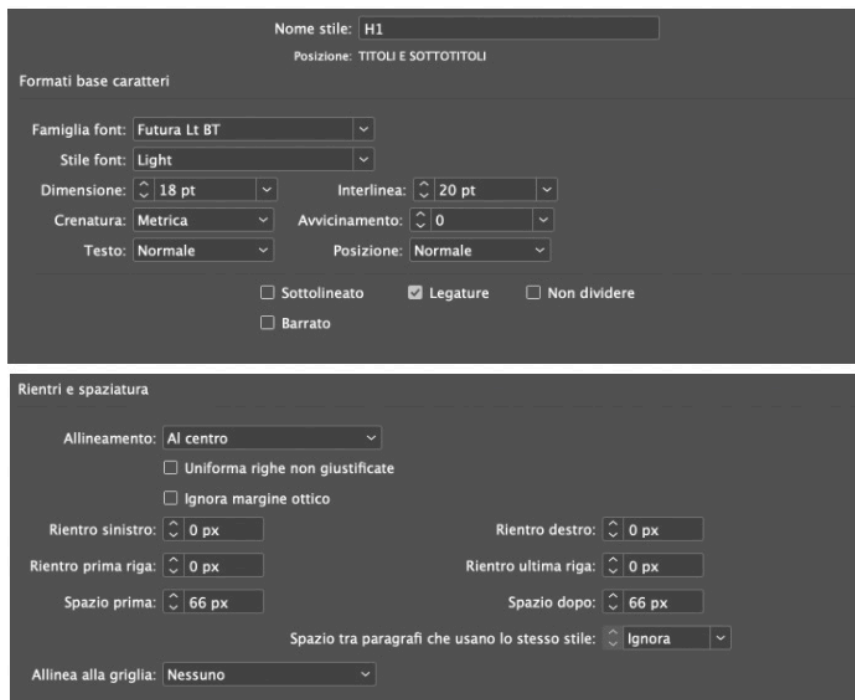 Nome stile: H1
Posizione: TITOLI E SOTTOTITOLI
Formati base caratteri
Famiglia font: Futura Lt BT
Stile font: Light
Dimensione: 18 pt Interlinea: 20 pt
Crenatura: Metrica Avvicinamento: 0
Testo: Normale Posizione: Normale
Sottolineato Legature Non dividere
Barrato
Rientri e spaziatura
Allineamento: Al centro
Uniforma righe non giustificate
Ignora margine ottico
Rientro sinistro: 0 px Rientro destro: 0 px
Rientro prima riga: 0 px Rientro ultima riga: 0 px
Spazio prima: 66 px Spazio dopo: 66 px
Spazio tra paragrafi che usano lo stesso stile: Ignora
Allinea alla griglia: Nessuno